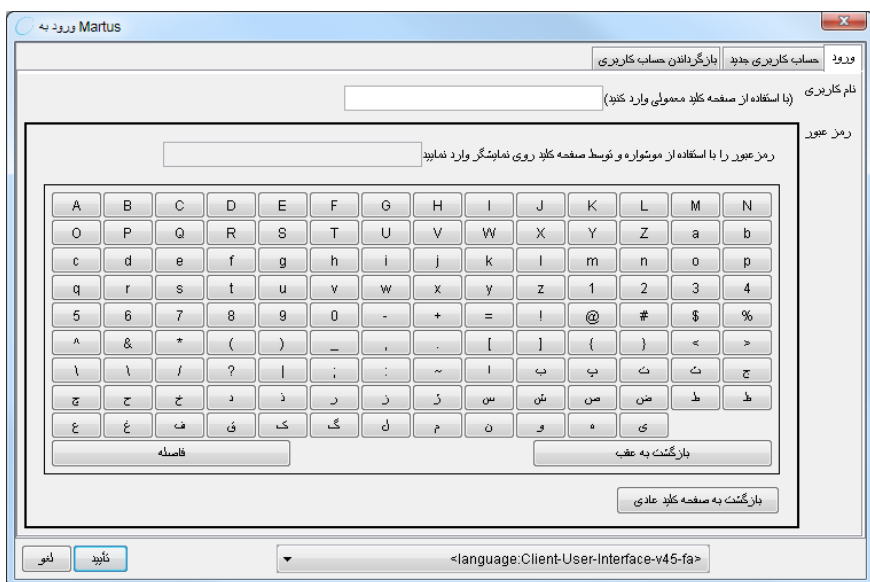 ورود به Martus
ورود حساب کاربری جدید بازگرداندن حساب کاربری
نام کاربری (با استفاده از صفحه کلید معمولی وارد کنید)
رمز عبور
رمز عبور را با استفاده از موشواره و توسط صفحه کلید روی نمایشگر وارد نمایید
A B C D E F G H I J K L M N
O P Q R S T U V W X Y Z a b
c d e f g h i j k l m n o p
q r s t u v w x y z 1 2 3 4
5 6 7 8 9 0 - + = ! @ # $ %
^ & * ( ) _ , . [ ] { } < >
\ \ / ? | ; : ~ ا ب پ ت ث ج
چ ح خ د ذ ر ز ژ س ش ص ض ط ظ
ع غ ف ق ک گ ل م ن و ه ی
فاصله بازگشت به عقب
بازگشت به صفحه کلید عادی
لغو تأیید <language:Client-User-Interface-v45-fa>